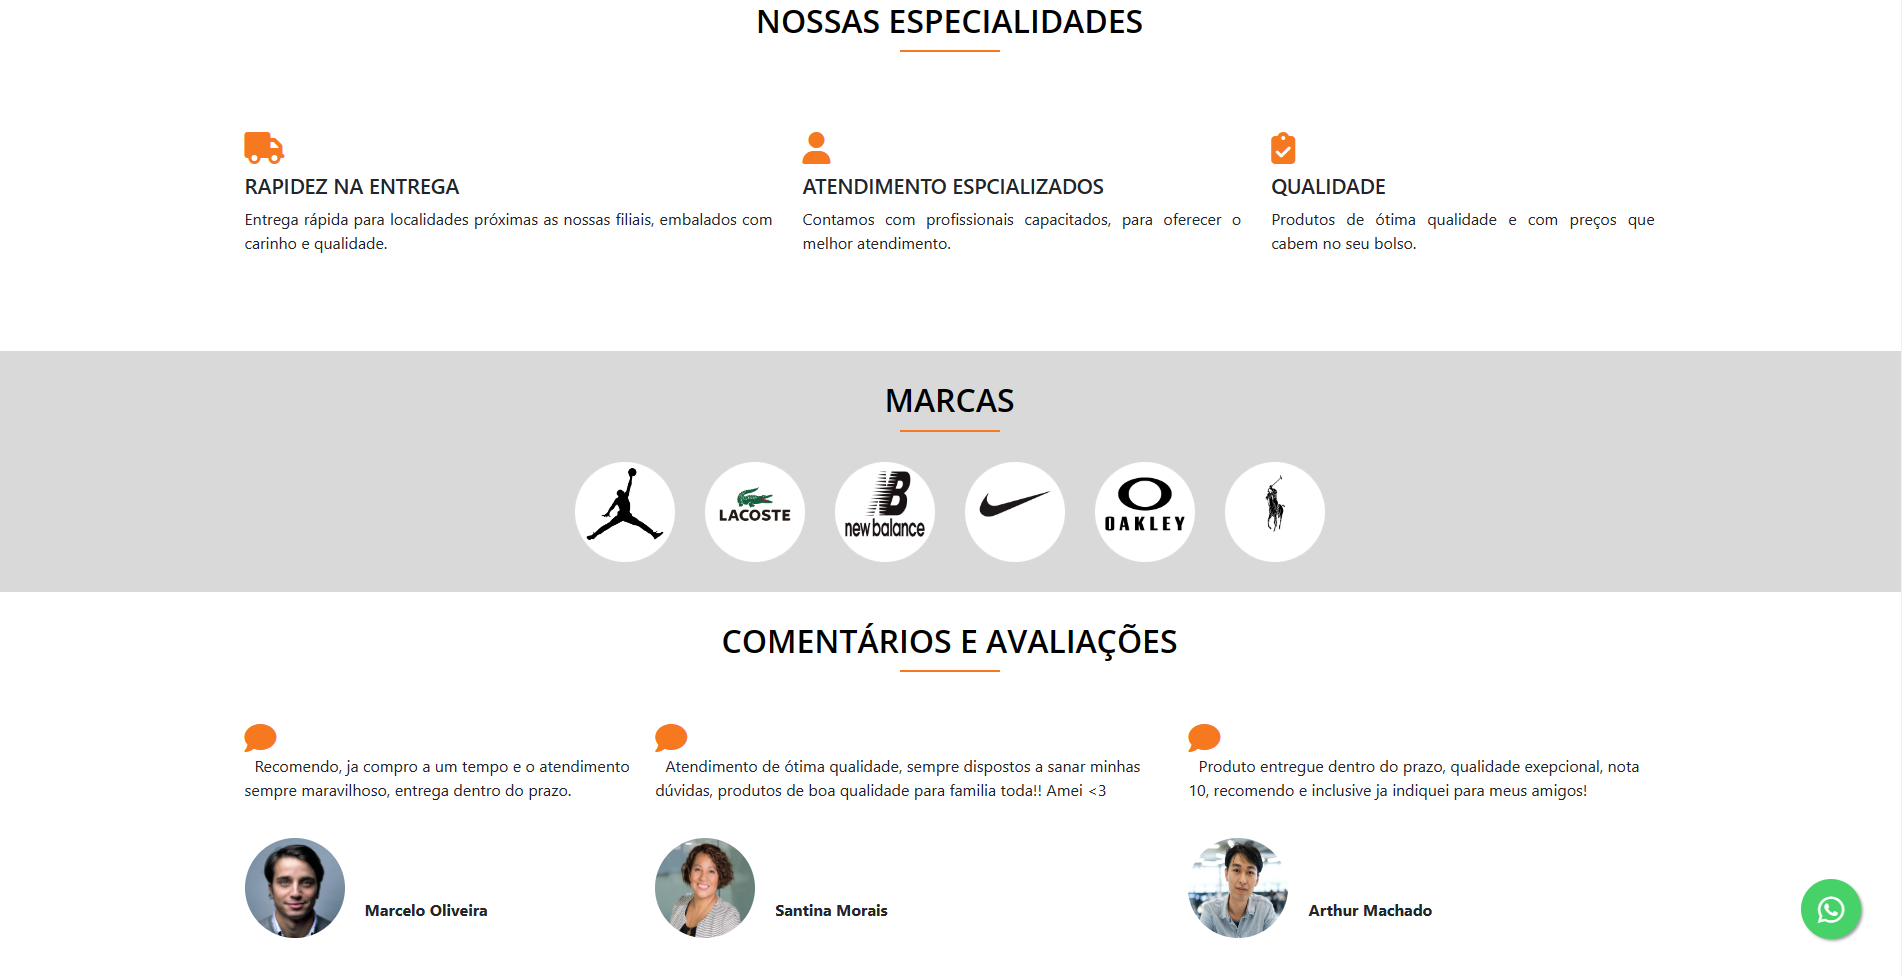 NOSSAS ESPECIALIDADES
RAPIDEZ NA ENTREGA
Entrega rápida para localidades próximas as nossas filiais, embalados com
carinho e qualidade.
ATENDIMENTO ESPCIALIZADOS
Contamos com profissionais capacitados, para oferecer o
melhor atendimento.
QUALIDADE
Produtos de ótima qualidade e com preços que
cabem no seu bolso.
MARCAS
LACOSTE
new balance
OAKLEY
COMENTÁRIOS E AVALIAÇÕES
Recomendo, ja compro a um tempo e o atendimento
sempre maravilhoso, entrega dentro do prazo.
Marcelo Oliveira
Atendimento de ótima qualidade, sempre dispostos a sanar minhas
dúvidas, produtos de boa qualidade para familia toda!! Amei <3
Santina Morais
Produto entregue dentro do prazo, qualidade exepcional, nota
10, recomendo e inclusive ja indiquei para meus amigos!
Arthur Machado